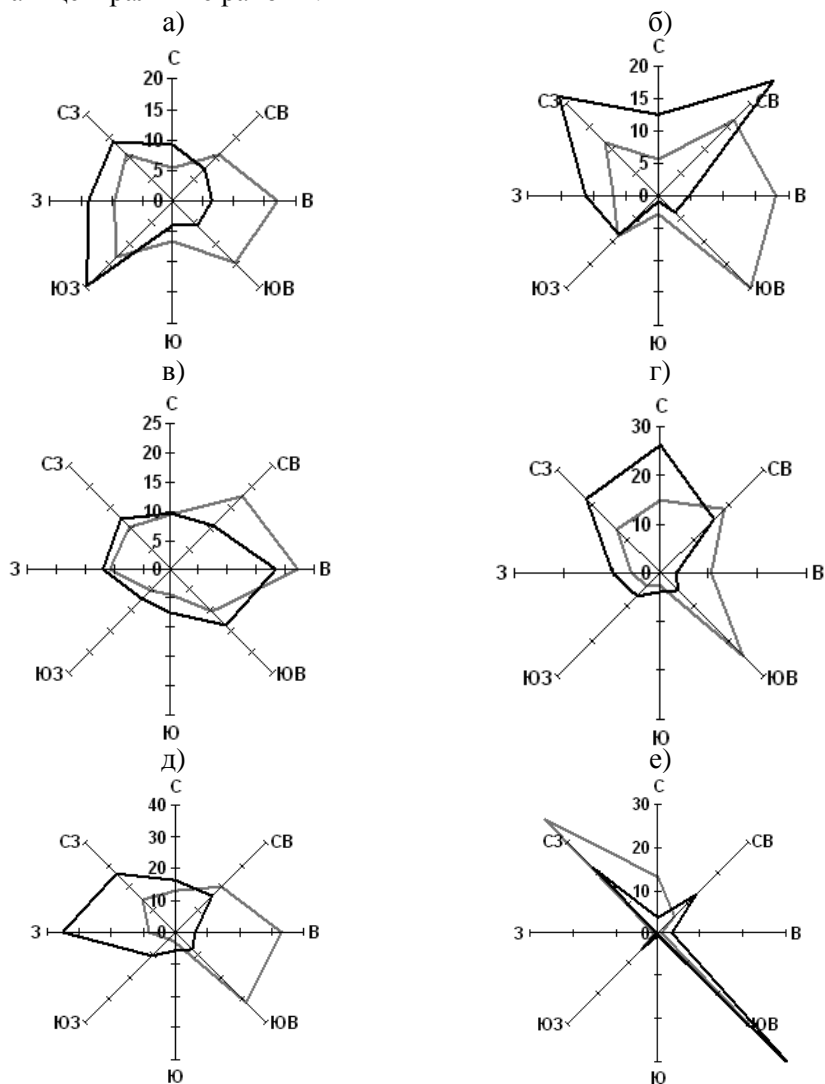 а) б)
С С
20 20
СЗ 15 СВ СЗ 15 СВ
10 10
5 5
З 0 В З 0 В
ЮЗ ЮВ ЮЗ ЮВ
Ю Ю
в) г)
С С
25 30
СЗ 20 СВ СЗ СВ
15 20
10 10
5
З 0 В З 0 В
ЮЗ ЮВ ЮЗ ЮВ
Ю Ю
д) е)
С С
40 30
СЗ 30 СВ СЗ СВ
20 20
10 10
З 0 В З 0 В
ЮЗ ЮВ ЮЗ ЮВ
Ю Ю